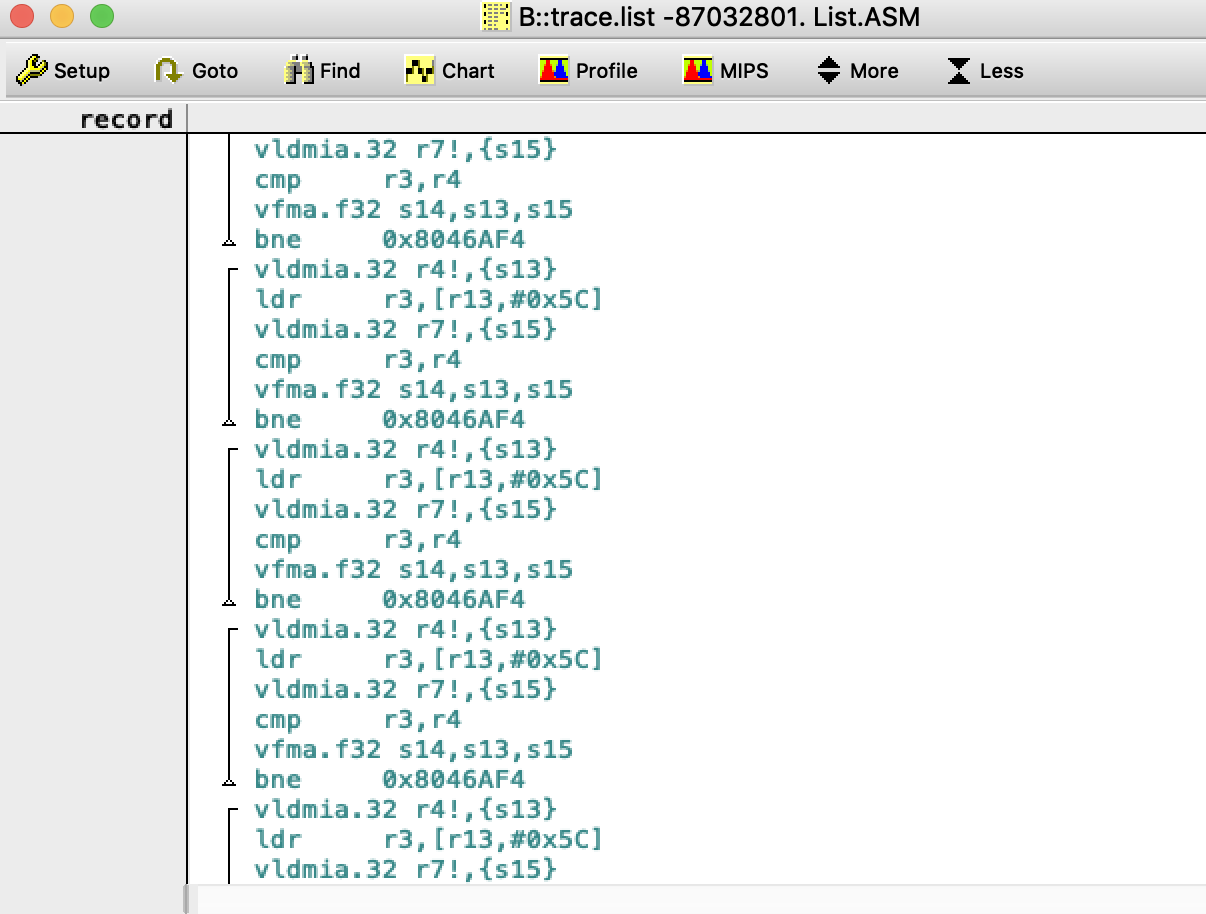 B::trace.list -87032801. List.ASM
Setup Goto Find Chart Profile MIPS More Less
record
vldmia.32 r7!,{s15}
cmp r3,r4
vfma.f32 s14,s13,s15
bne 0x8046AF4
vldmia.32 r4!,{s13}
ldr r3,[r13,#0x5C]
vldmia.32 r7!,{s15}
cmp r3,r4
vfma.f32 s14,s13,s15
bne 0x8046AF4
vldmia.32 r4!,{s13}
ldr r3,[r13,#0x5C]
vldmia.32 r7!,{s15}
cmp r3,r4
vfma.f32 s14,s13,s15
bne 0x8046AF4
vldmia.32 r4!,{s13}
ldr r3,[r13,#0x5C]
vldmia.32 r7!,{s15}
cmp r3,r4
vfma.f32 s14,s13,s15
bne 0x8046AF4
vldmia.32 r4!,{s13}
ldr r3,[r13,#0x5C]
vldmia.32 r7!,{s15}